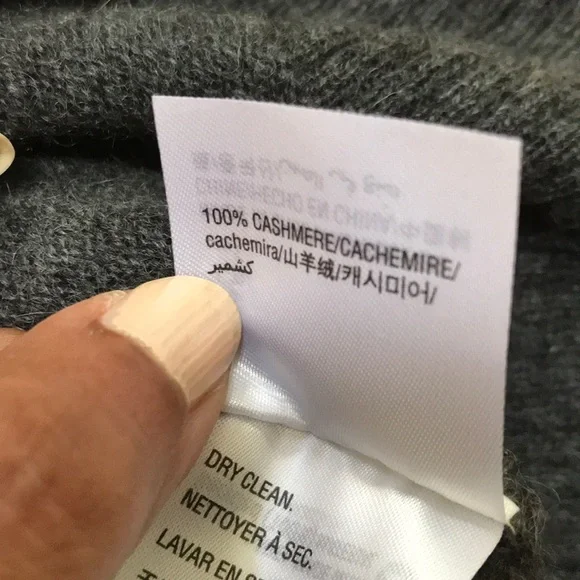 100% CASHMERE/CACHEMIRE/
cachemira/山羊绒/캐시미어/
كشمير
DRY CLEAN.
NETTOYER À SEC.
LAVAR EN